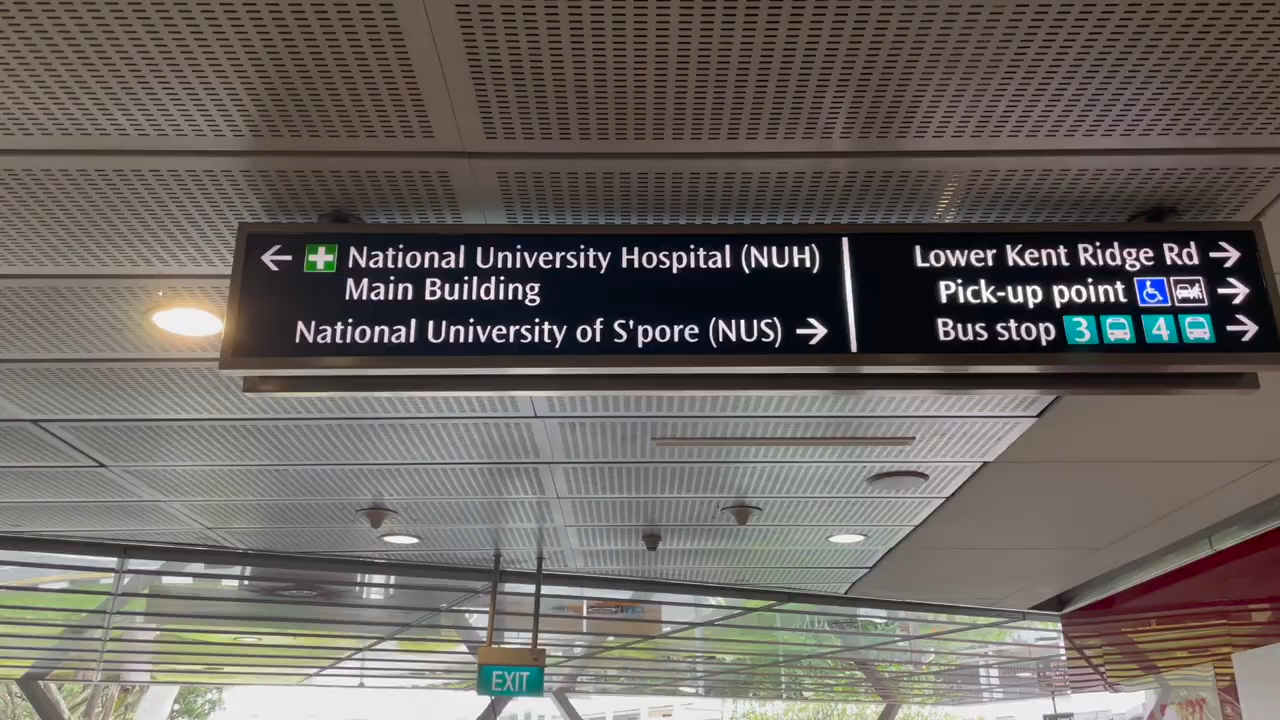 National University Hospital (NUH)
Main Building
National University of S'pore (NUS)
Lower Kent Ridge Rd
Pick-up point
Bus stop 3 4
EXIT